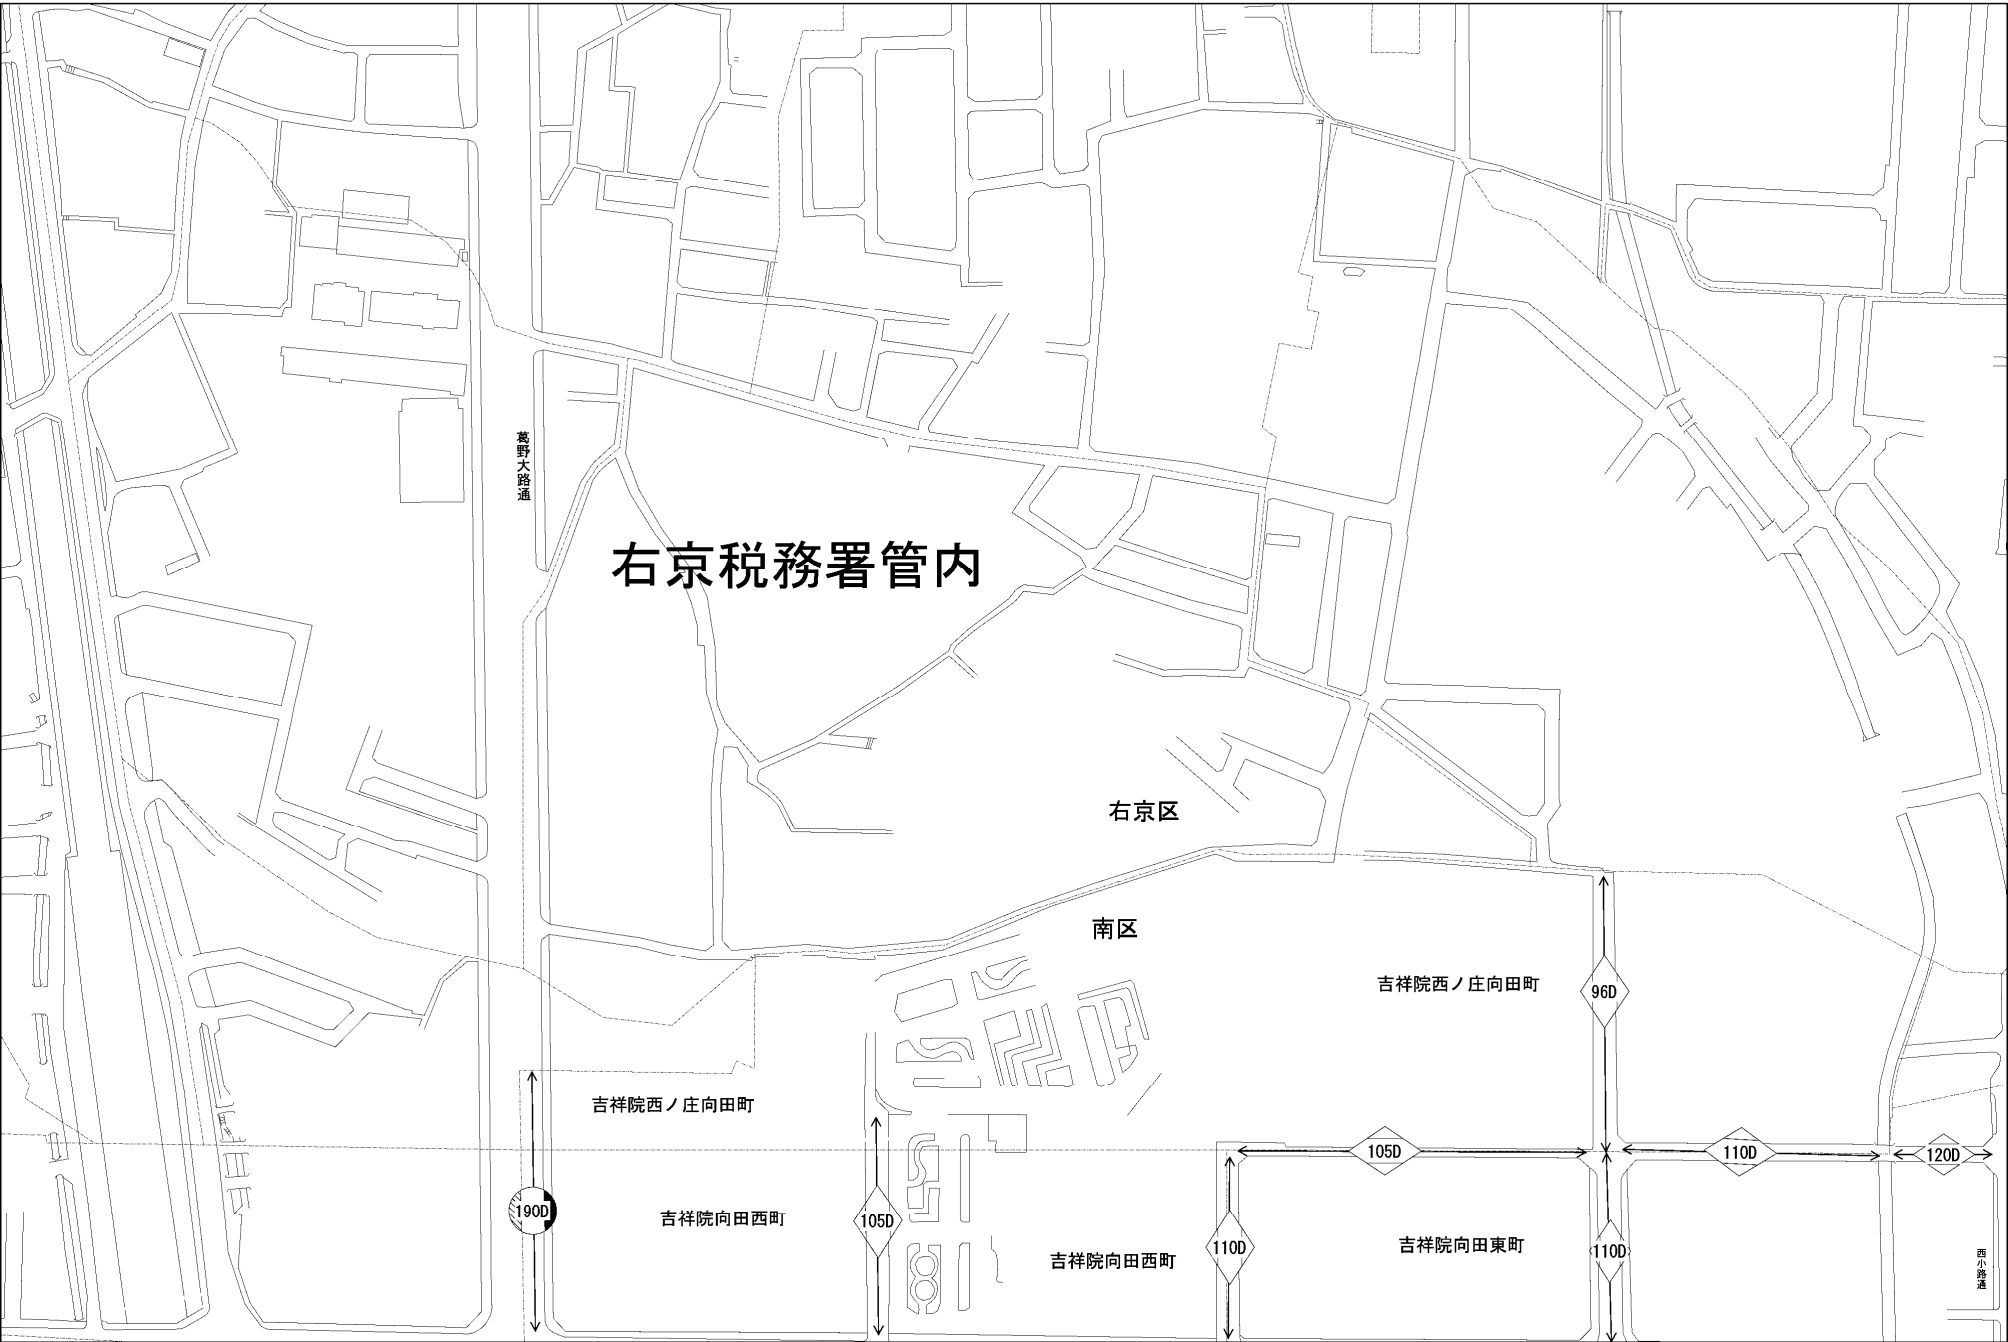 葛野大路通
右京税務署管内
右京区
南区
吉祥院西ノ庄向田町
96D
吉祥院西ノ庄向田町
105D
110D
120D
190D
吉祥院向田西町
105D
110D
吉祥院向田西町
吉祥院向田東町
110D
西小路通